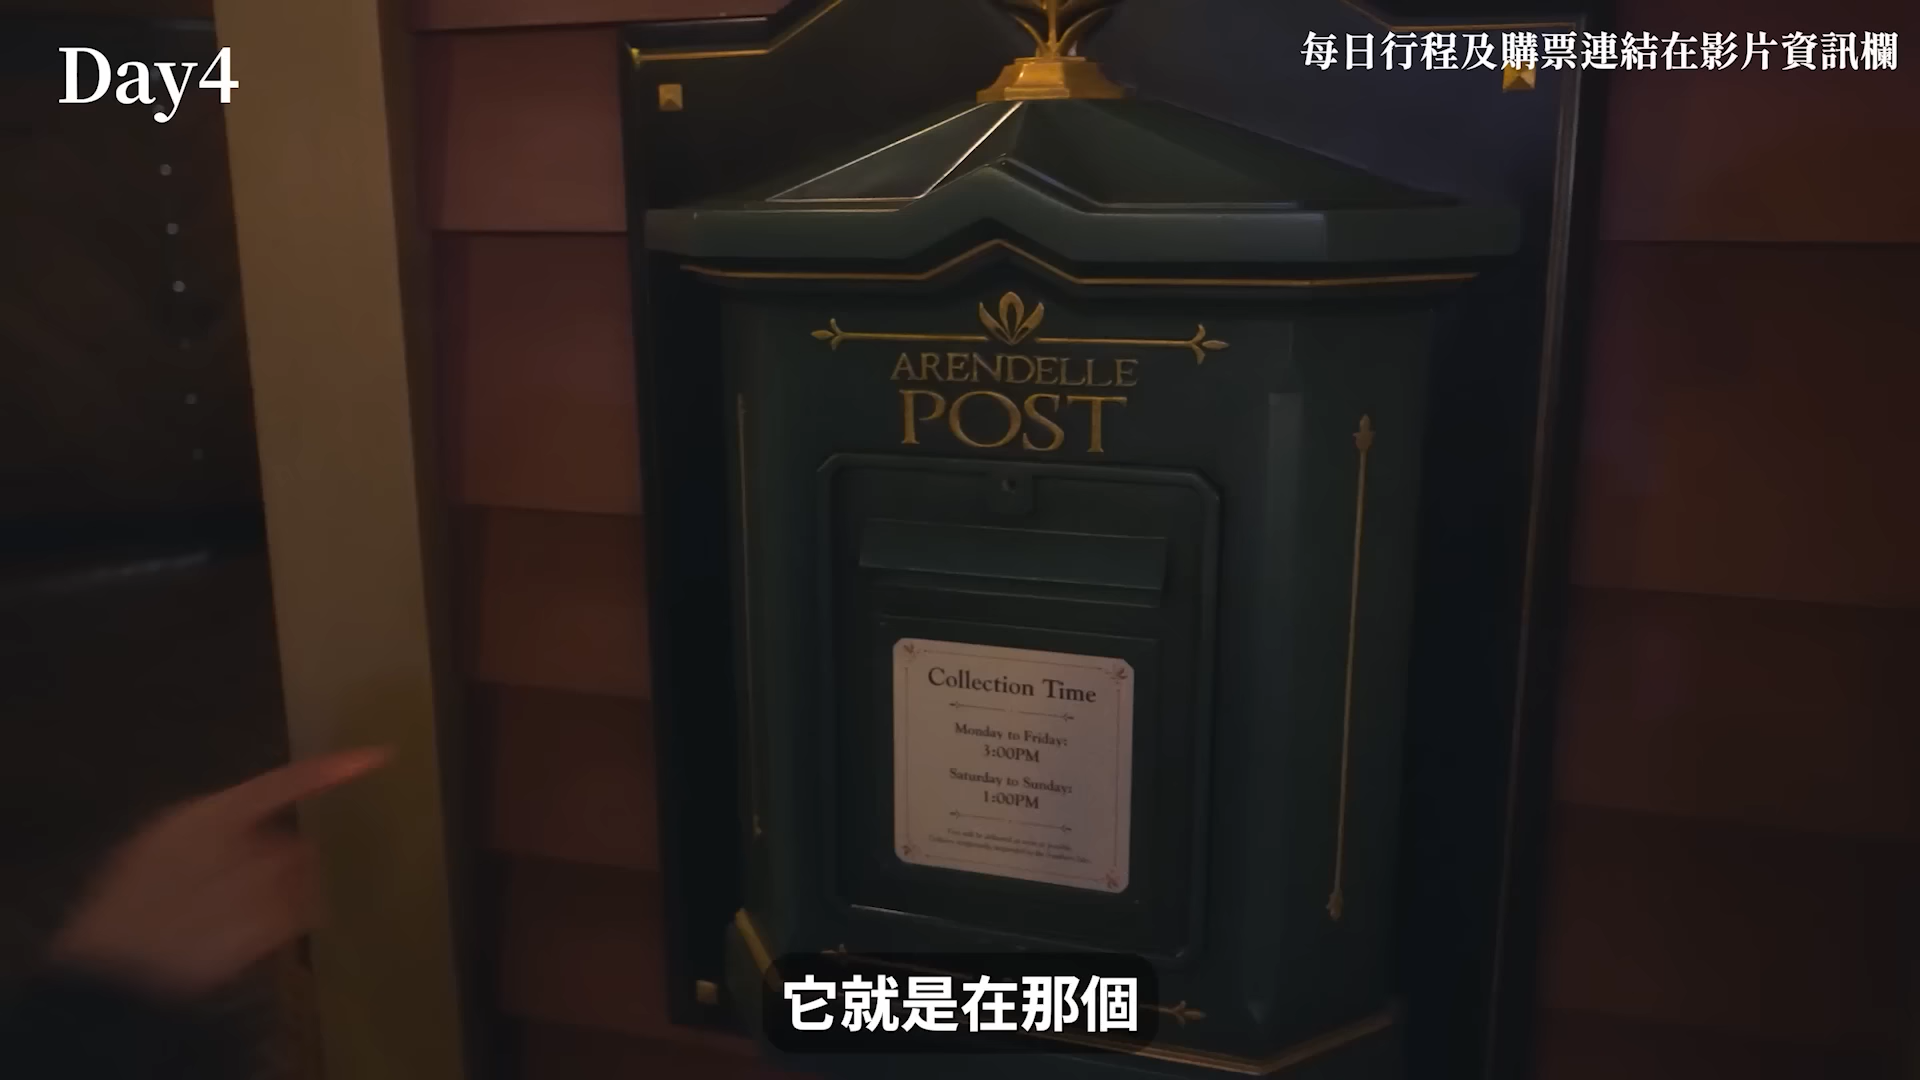 Day4
每日行程及購票連結在影片資訊欄
ARENDELLE
POST
Collection Time
Monday to Friday:
3:00PM
Saturday to Sunday:
1:00PM
它就是在那個